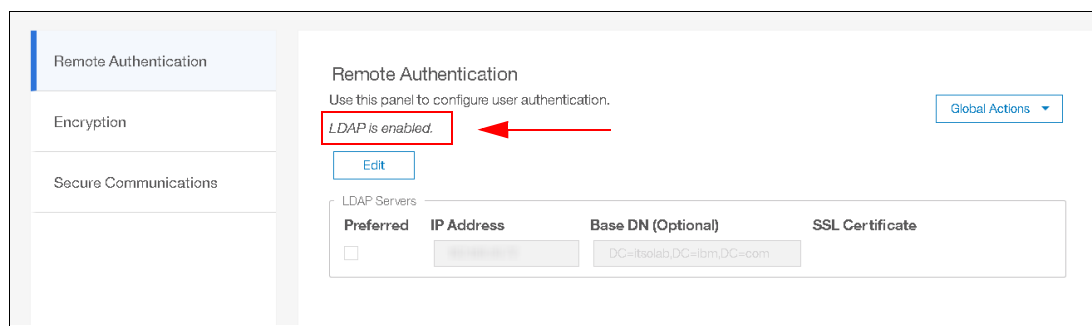 Remote Authentication
Encryption
Secure Communications
Remote Authentication
Use this panel to configure user authentication.
LDAP is enabled.
Global Actions
Edit
LDAP Servers
Preferred IP Address Base DN (Optional) SSL Certificate
DC=itsolab,DC=ibm,DC=com